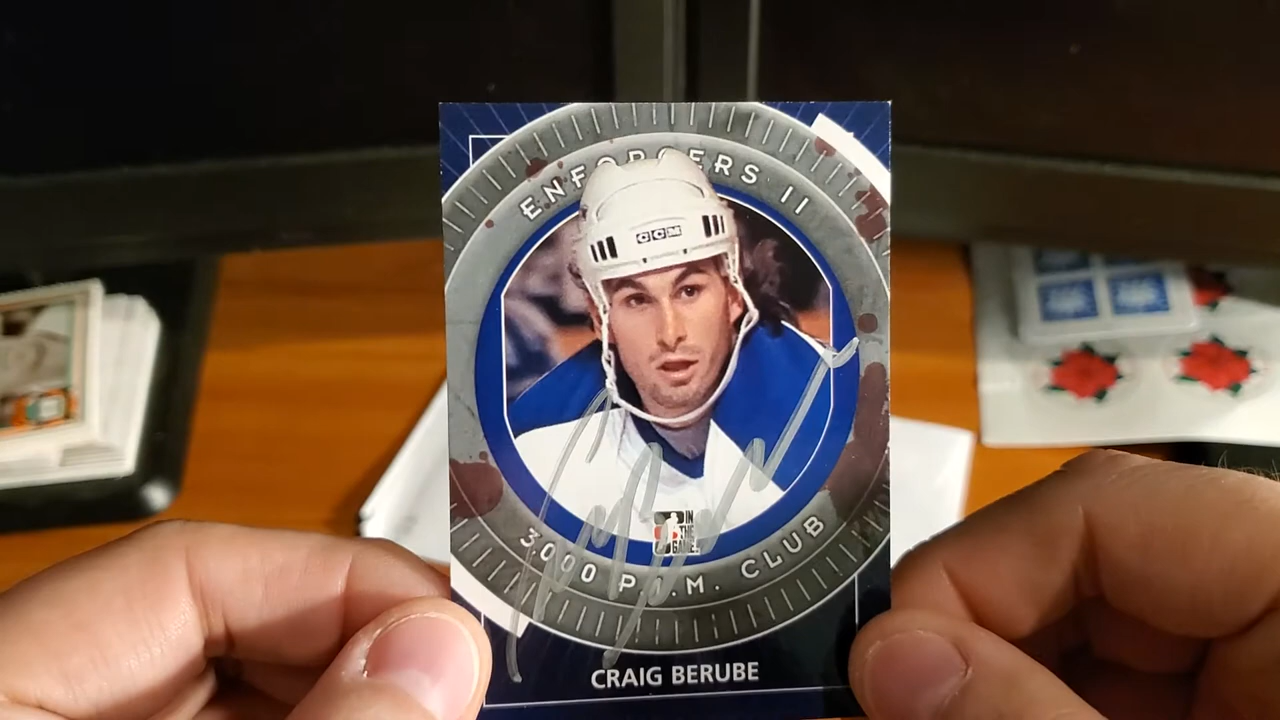 ENFORCERS II
CCM
IN
THE
GAME
3000 P.I.M. CLUB
CRAIG BERUBE